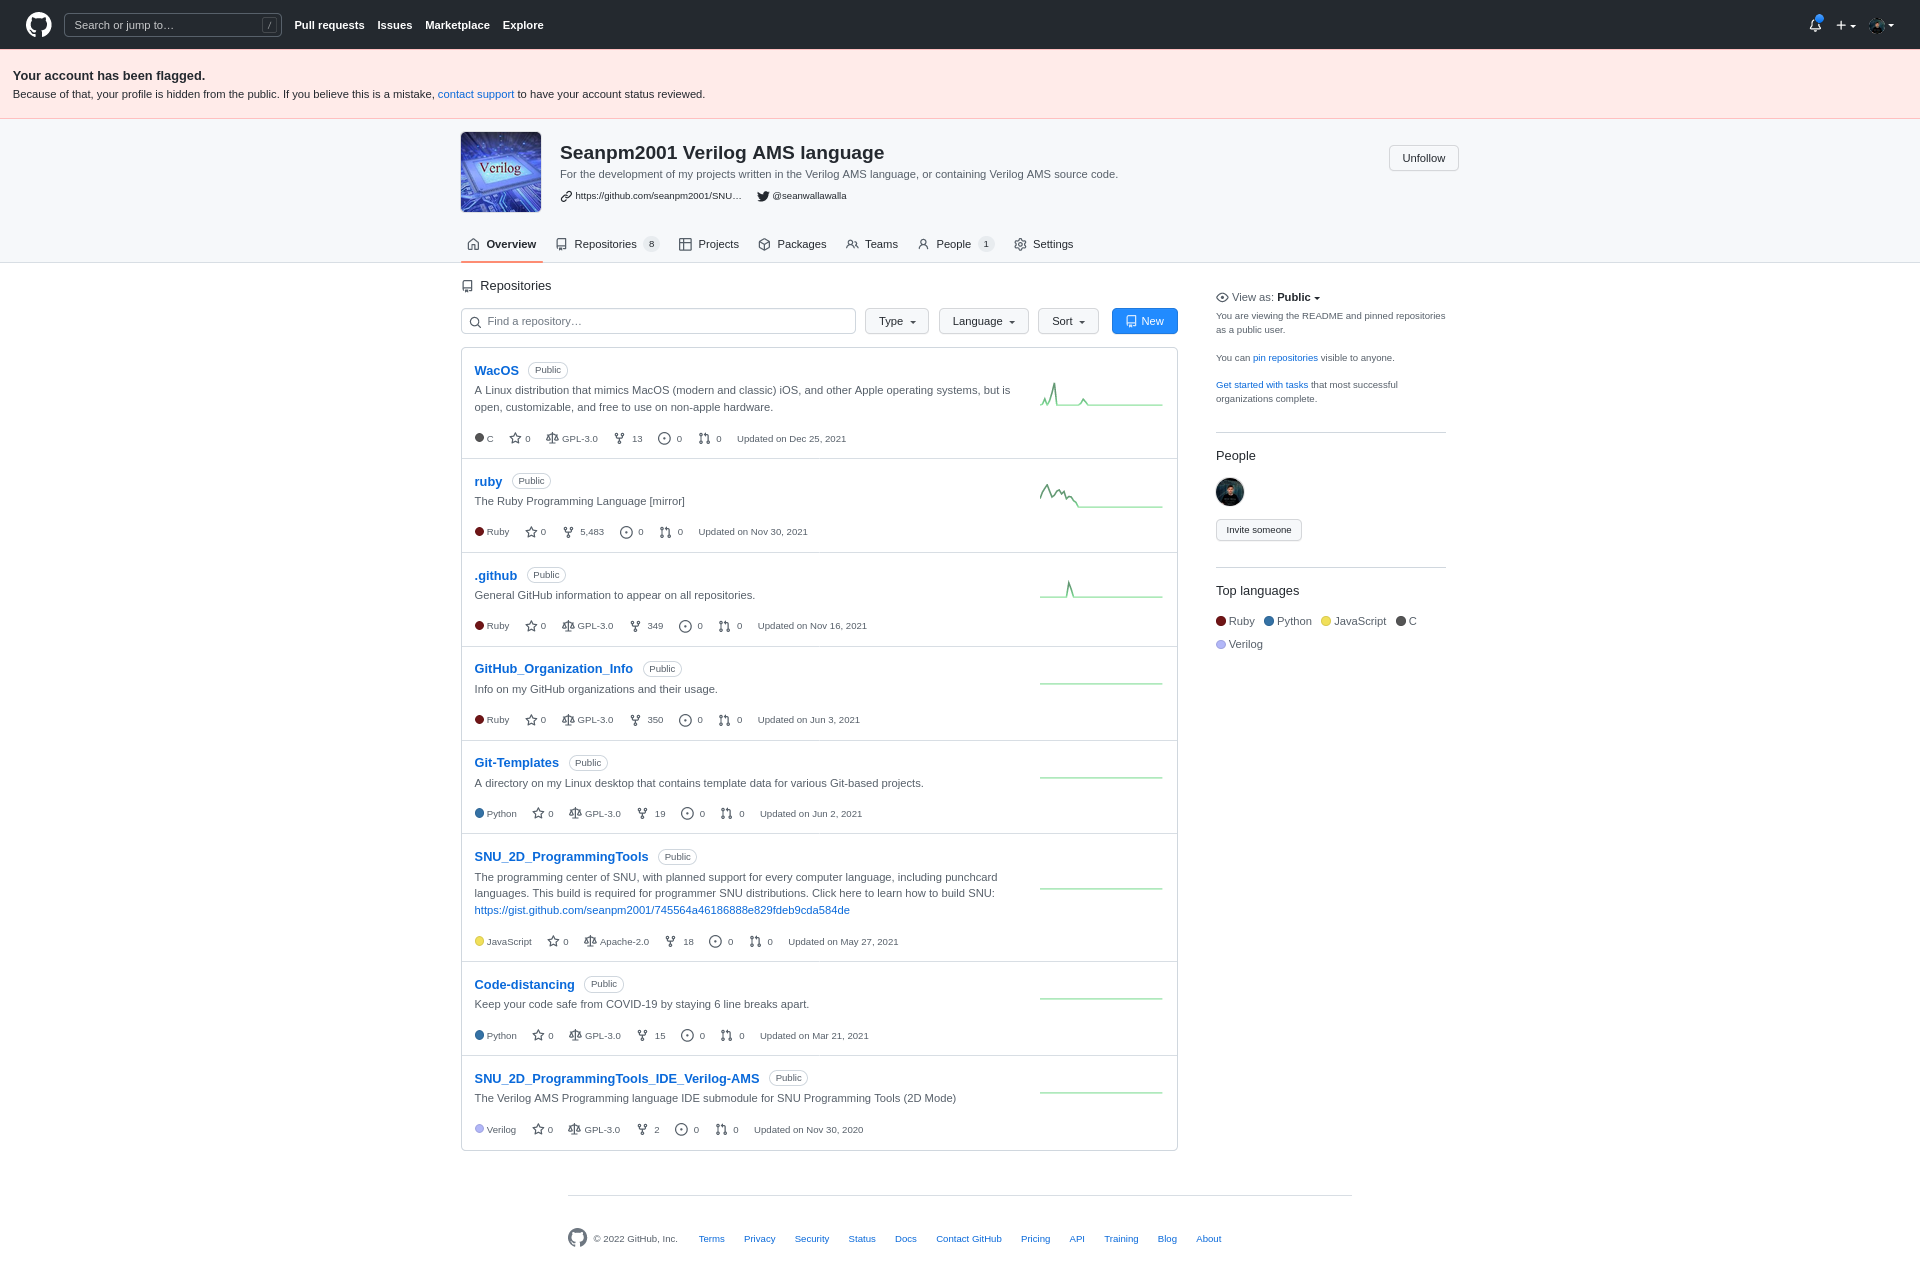 Search or jump to… /
Pull requests Issues Marketplace Explore
Your account has been flagged.
Because of that, your profile is hidden from the public. If you believe this is a mistake, contact support to have your account status reviewed.
Verilog
Seanpm2001 Verilog AMS language
For the development of my projects written in the Verilog AMS language, or containing Verilog AMS source code.
https://github.com/seanpm2001/SNU… @seanwallawalla
Unfollow
Overview Repositories 8 Projects Packages Teams People 1 Settings
Repositories
Find a repository… Type Language Sort New
WacOS Public
A Linux distribution that mimics MacOS (modern and classic) iOS, and other Apple operating systems, but is
open, customizable, and free to use on non-apple hardware.
C 0 GPL-3.0 13 0 0 Updated on Dec 25, 2021
ruby Public
The Ruby Programming Language [mirror]
Ruby 0 5,483 0 0 Updated on Nov 30, 2021
.github Public
General GitHub information to appear on all repositories.
Ruby 0 GPL-3.0 349 0 0 Updated on Nov 16, 2021
GitHub_Organization_Info Public
Info on my GitHub organizations and their usage.
Ruby 0 GPL-3.0 350 0 0 Updated on Jun 3, 2021
Git-Templates Public
A directory on my Linux desktop that contains template data for various Git-based projects.
Python 0 GPL-3.0 19 0 0 Updated on Jun 2, 2021
SNU_2D_ProgrammingTools Public
The programming center of SNU, with planned support for every computer language, including punchcard
languages. This build is required for programmer SNU distributions. Click here to learn how to build SNU:
https://gist.github.com/seanpm2001/745564a46186888e829fdeb9cda584de
JavaScript 0 Apache-2.0 18 0 0 Updated on May 27, 2021
Code-distancing Public
Keep your code safe from COVID-19 by staying 6 line breaks apart.
Python 0 GPL-3.0 15 0 0 Updated on Mar 21, 2021
SNU_2D_ProgrammingTools_IDE_Verilog-AMS Public
The Verilog AMS Programming language IDE submodule for SNU Programming Tools (2D Mode)
Verilog 0 GPL-3.0 2 0 0 Updated on Nov 30, 2020
View as: Public
You are viewing the README and pinned repositories
as a public user.
You can pin repositories visible to anyone.
Get started with tasks that most successful
organizations complete.
People
Invite someone
Top languages
Ruby Python JavaScript C
Verilog
© 2022 GitHub, Inc. Terms Privacy Security Status Docs Contact GitHub Pricing API Training Blog About